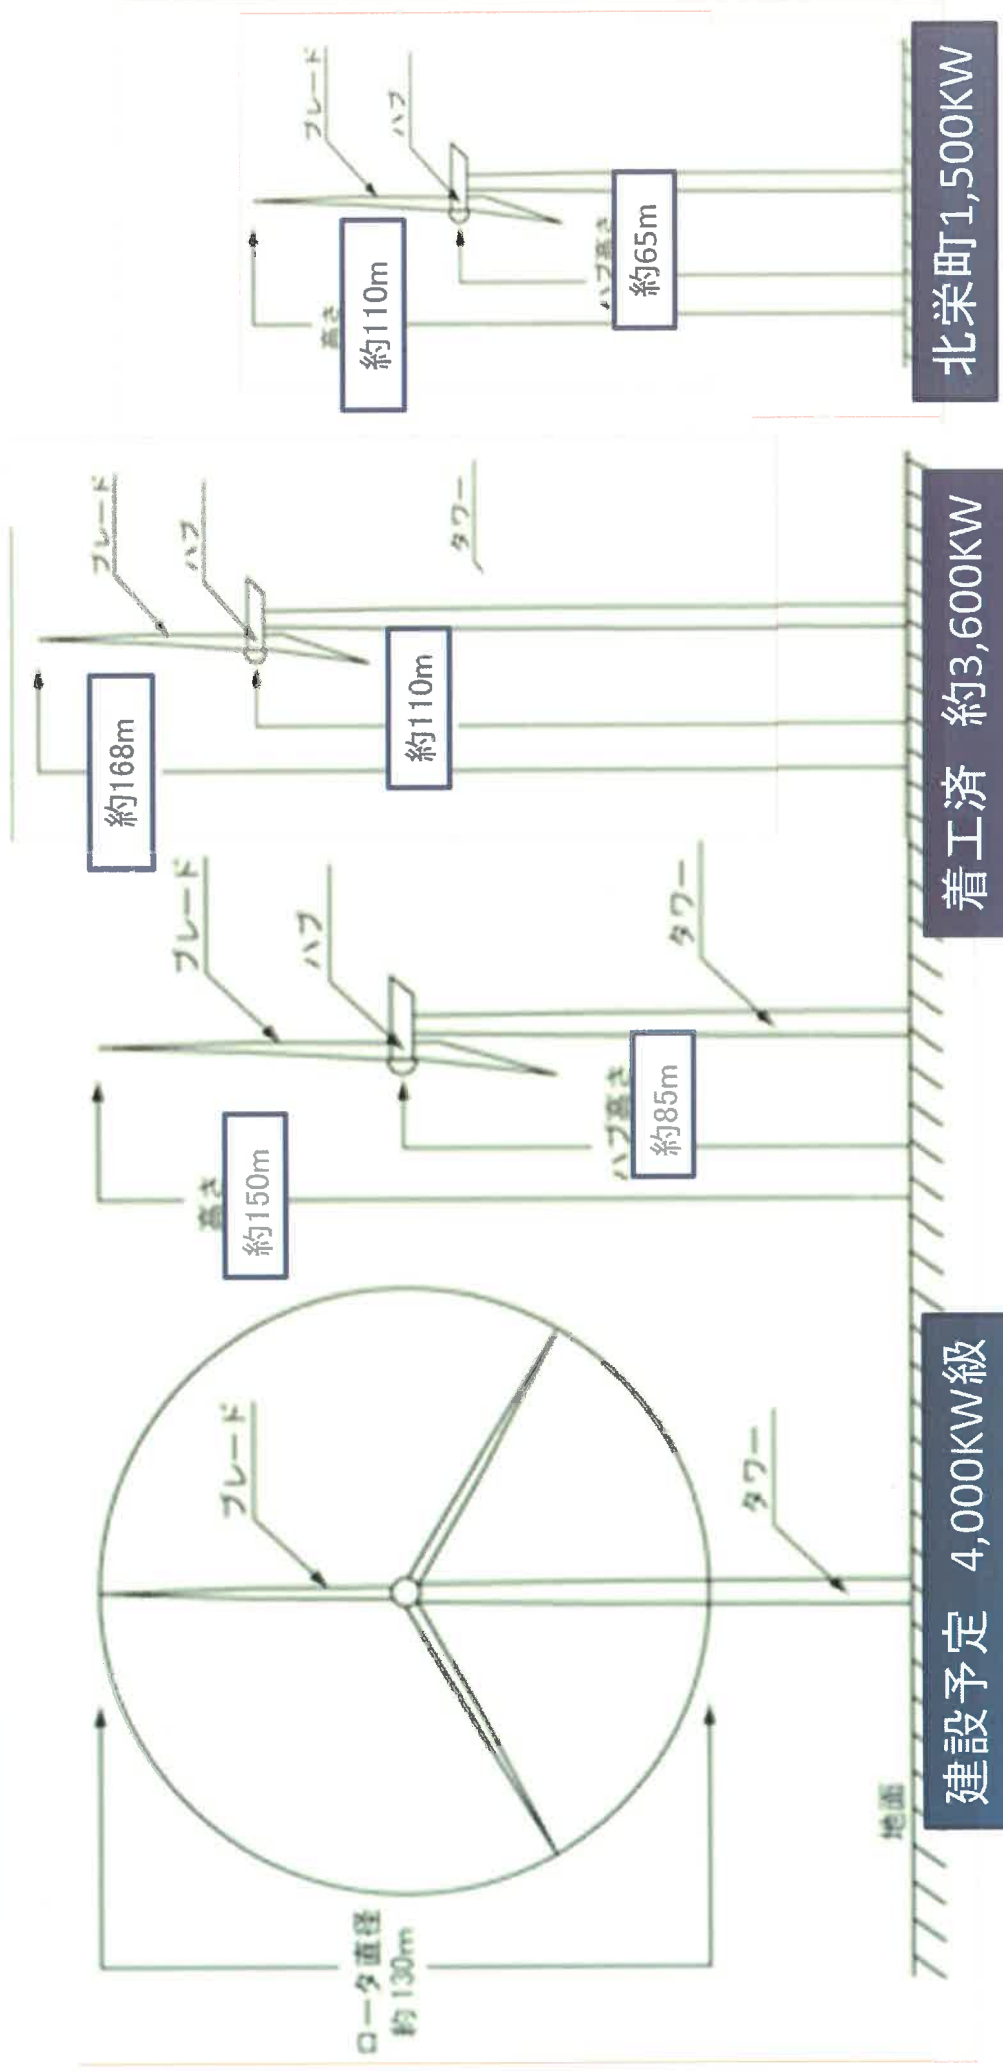 ロータ直径
約130m
ブレード
タワー
地面
建設予定 4,000KW級
高さ
約150m
ハブ高さ
約85m
ブレード
ハブ
タワー
約168m
約110m
ブレード
ハブ
タワー
着工済 約3,600KW
高さ
約110m
ハブ高さ
約65m
ブレード
ハブ
北栄町1,500KW